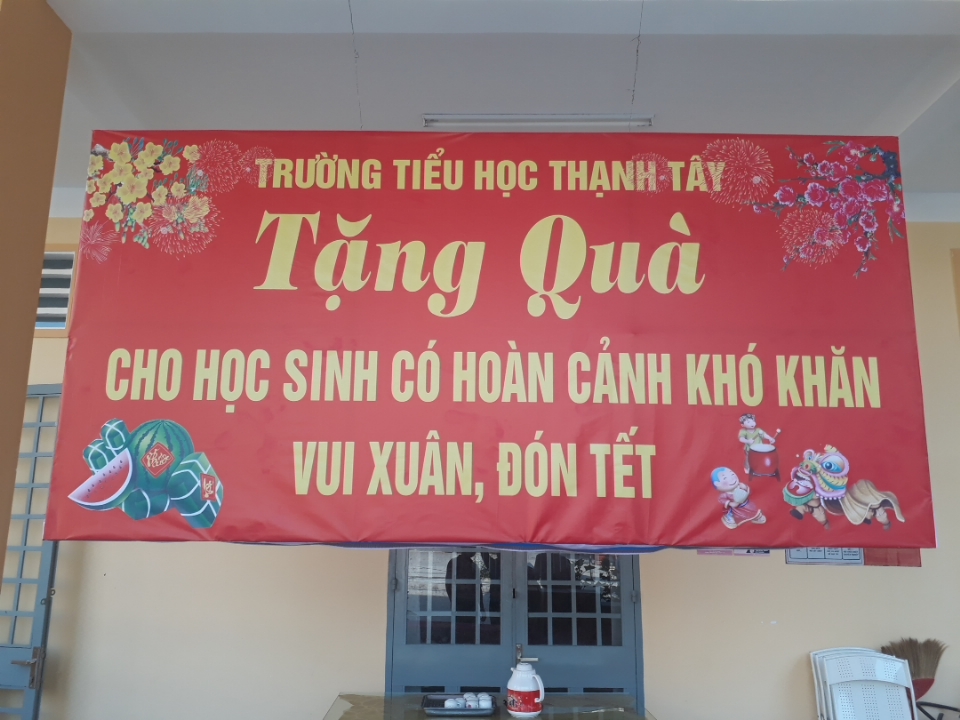 TRƯỜNG TIỂU HỌC THẠNH TÂY
Tặng Quà
CHO HỌC SINH CÓ HOÀN CẢNH KHÓ KHĂN
VUI XUÂN, ĐÓN TẾT